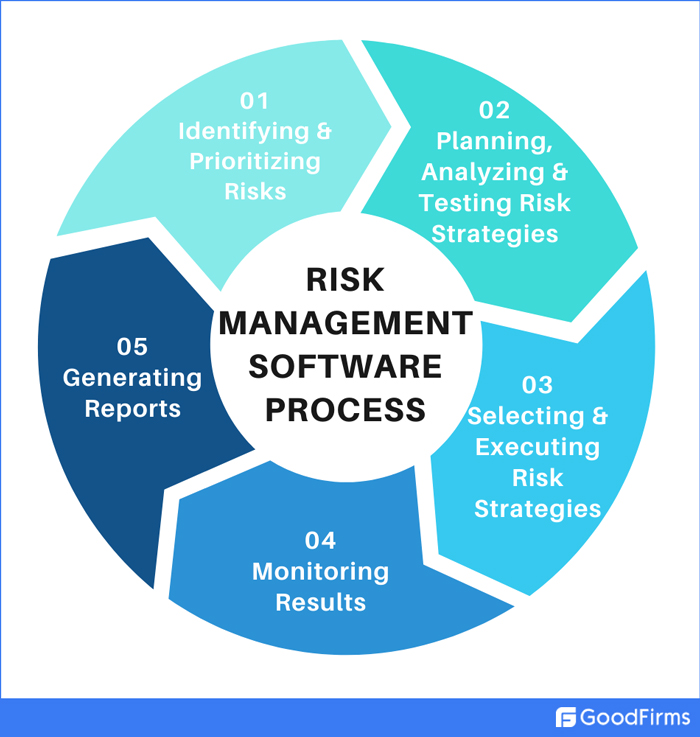 01
Identifying &
Prioritizing
Risks
02
Planning,
Analyzing &
Testing Risk
Strategies
03
Selecting &
Executing
Risk
Strategies
04
Monitoring
Results
05
Generating
Reports
RISK
MANAGEMENT
SOFTWARE
PROCESS
GoodFirms